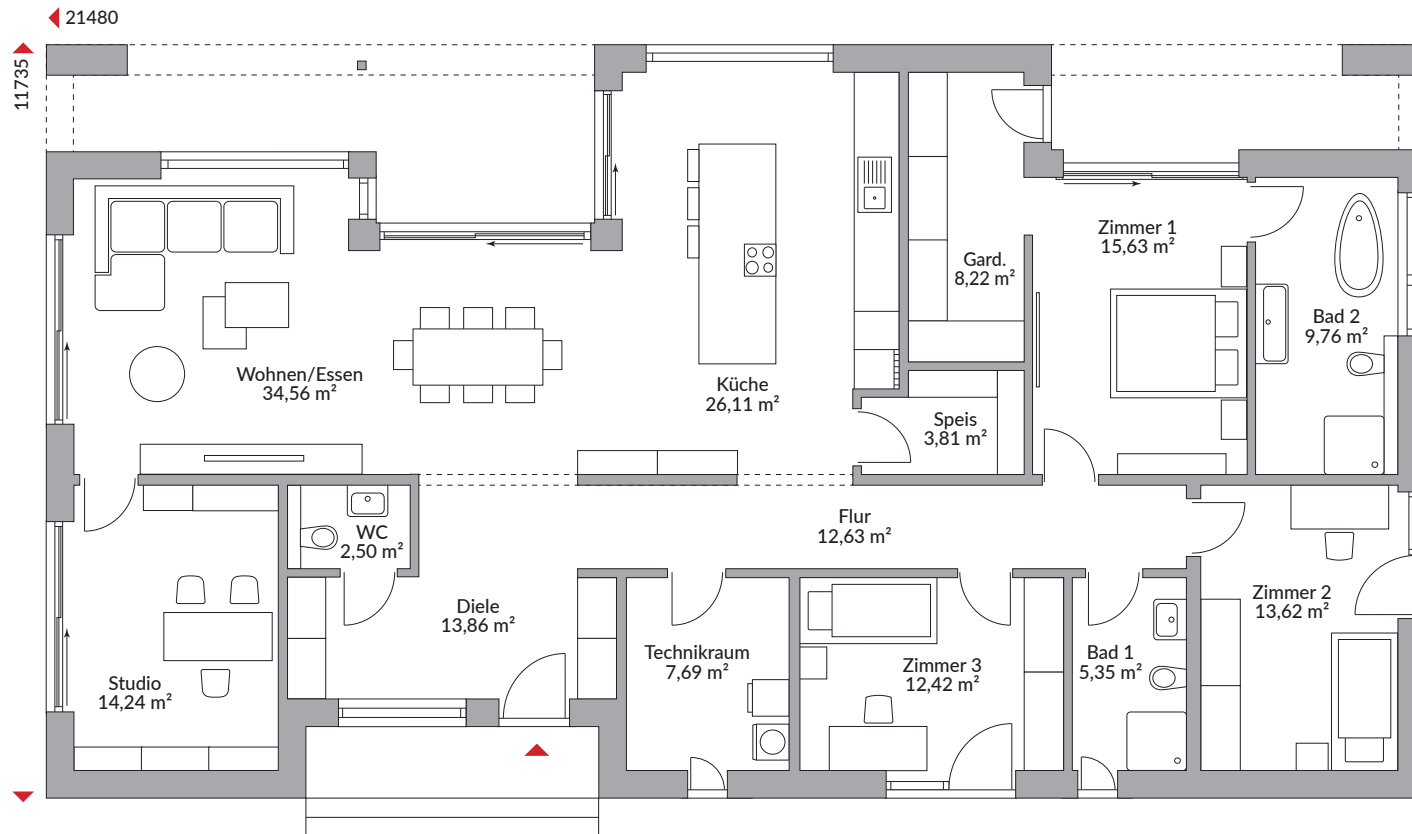 21480
11735
Zimmer 1
15,63 m²
Gard.
8,22 m²
Bad 2
9,76 m²
Wohnen/Essen
34,56 m²
Küche
26,11 m²
Speis
3,81 m²
Flur
12,63 m²
WC
2,50 m²
Diele
13,86 m²
Zimmer 2
13,62 m²
Technikraum
7,69 m²
Zimmer 3
12,42 m²
Bad 1
5,35 m²
Studio
14,24 m²